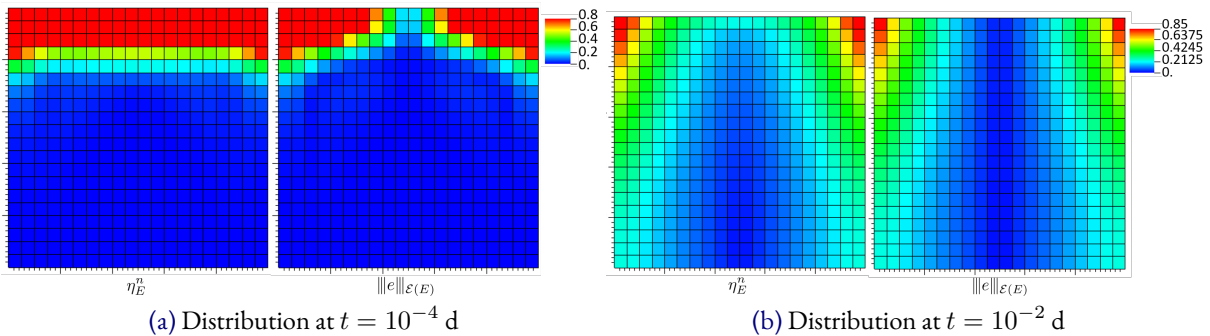 0.8
0.6
0.4
0.2
0.
0.85
0.6375
0.4245
0.2125
0.
η_E^n
|||e|||_{ℰ(E)}
η_E^n
|||e|||_{ℰ(E)}
(a) Distribution at t = 10^{-4} d
(b) Distribution at t = 10^{-2} d